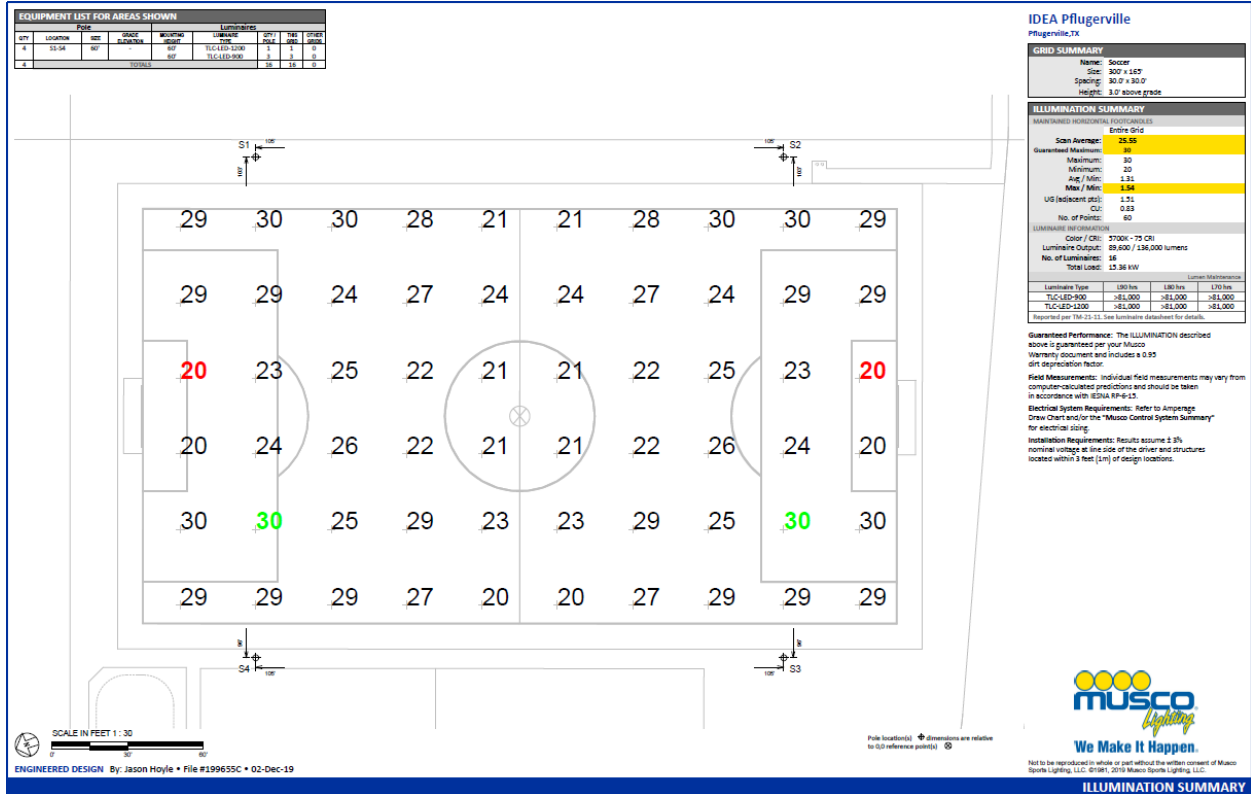 EQUIPMENT LIST FOR AREAS SHOWN
Pole Luminaires
QTY LOCATION SIZE GRADE ELEVATION MOUNTING HEIGHT LUMINAIRE TYPE QTY / POLE THIS GRID OTHER GRIDS
4 S1-S4 60' - 60' TLC-LED-1200 1 1 0
60' TLC-LED-900 3 3 0
4 TOTALS 16 16 0
IDEA Pflugerville
Pflugerville,TX
GRID SUMMARY
Name: Soccer
Size: 300' x 165'
Spacing: 30.0' x 30.0'
Height: 3.0' above grade
ILLUMINATION SUMMARY
MAINTAINED HORIZONTAL FOOTCANDLES
Entire Grid
Scan Average: 25.55
Guaranteed Maximum: 30
Maximum: 30
Minimum: 20
Avg / Min: 1.31
Max / Min: 1.54
UG (adjacent pts): 1.51
CU: 0.83
No. of Points: 60
LUMINAIRE INFORMATION
Color / CRI: 5700K - 75 CRI
Luminaire Output: 89,600 / 136,000 lumens
No. of Luminaires: 16
Total Load: 15.36 kW
Lumen Maintenance
Luminaire Type L90 hrs L80 hrs L70 hrs
TLC-LED-900 >81,000 >81,000 >81,000
TLC-LED-1200 >81,000 >81,000 >81,000
Reported per TM-21-11. See luminaire datasheet for details.
Guaranteed Performance: The ILLUMINATION described
above is guaranteed per your Musco
Warranty document and includes a 0.95
dirt depreciation factor.
Field Measurements: Individual field measurements may vary from
computer-calculated predictions and should be taken
in accordance with IESNA RP-6-15.
Electrical System Requirements: Refer to Amperage
Draw Chart and/or the "Musco Control System Summary"
for electrical sizing.
Installation Requirements: Results assume ± 3%
nominal voltage at line side of the driver and structures
located within 3 feet (1m) of design locations.
S1 105' 105' S2
103' 103'
29 30 30 28 21 21 28 30 30 29
29 29 24 27 24 24 27 24 29 29
20 23 25 22 21 21 22 25 23 20
20 24 26 22 21 21 22 26 24 20
30 30 25 29 23 23 29 25 30 30
29 29 29 27 20 20 27 29 29 29
96' 96'
S4 105' 105' S3
SCALE IN FEET 1 : 30
0' 30' 60'
Pole location(s) dimensions are relative
to 0,0 reference point(s)
musco
Lighting
We Make It Happen.
ENGINEERED DESIGN By: Jason Hoyle • File #199655C • 02-Dec-19
Not to be reproduced in whole or part without the written consent of Musco
Sports Lighting, LLC. ©1981, 2019 Musco Sports Lighting, LLC.
ILLUMINATION SUMMARY